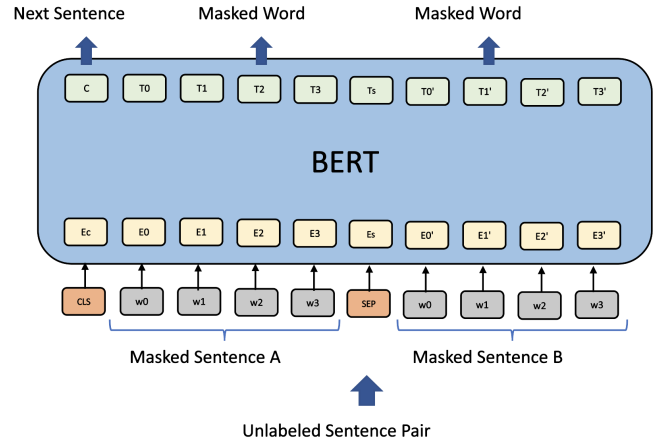 Next Sentence Masked Word Masked Word
C T0 T1 T2 T3 Ts T0' T1' T2' T3'
BERT
Ec E0 E1 E2 E3 Es E0' E1' E2' E3'
CLS w0 w1 w2 w3 SEP w0 w1 w2 w3
Masked Sentence A Masked Sentence B
Unlabeled Sentence Pair